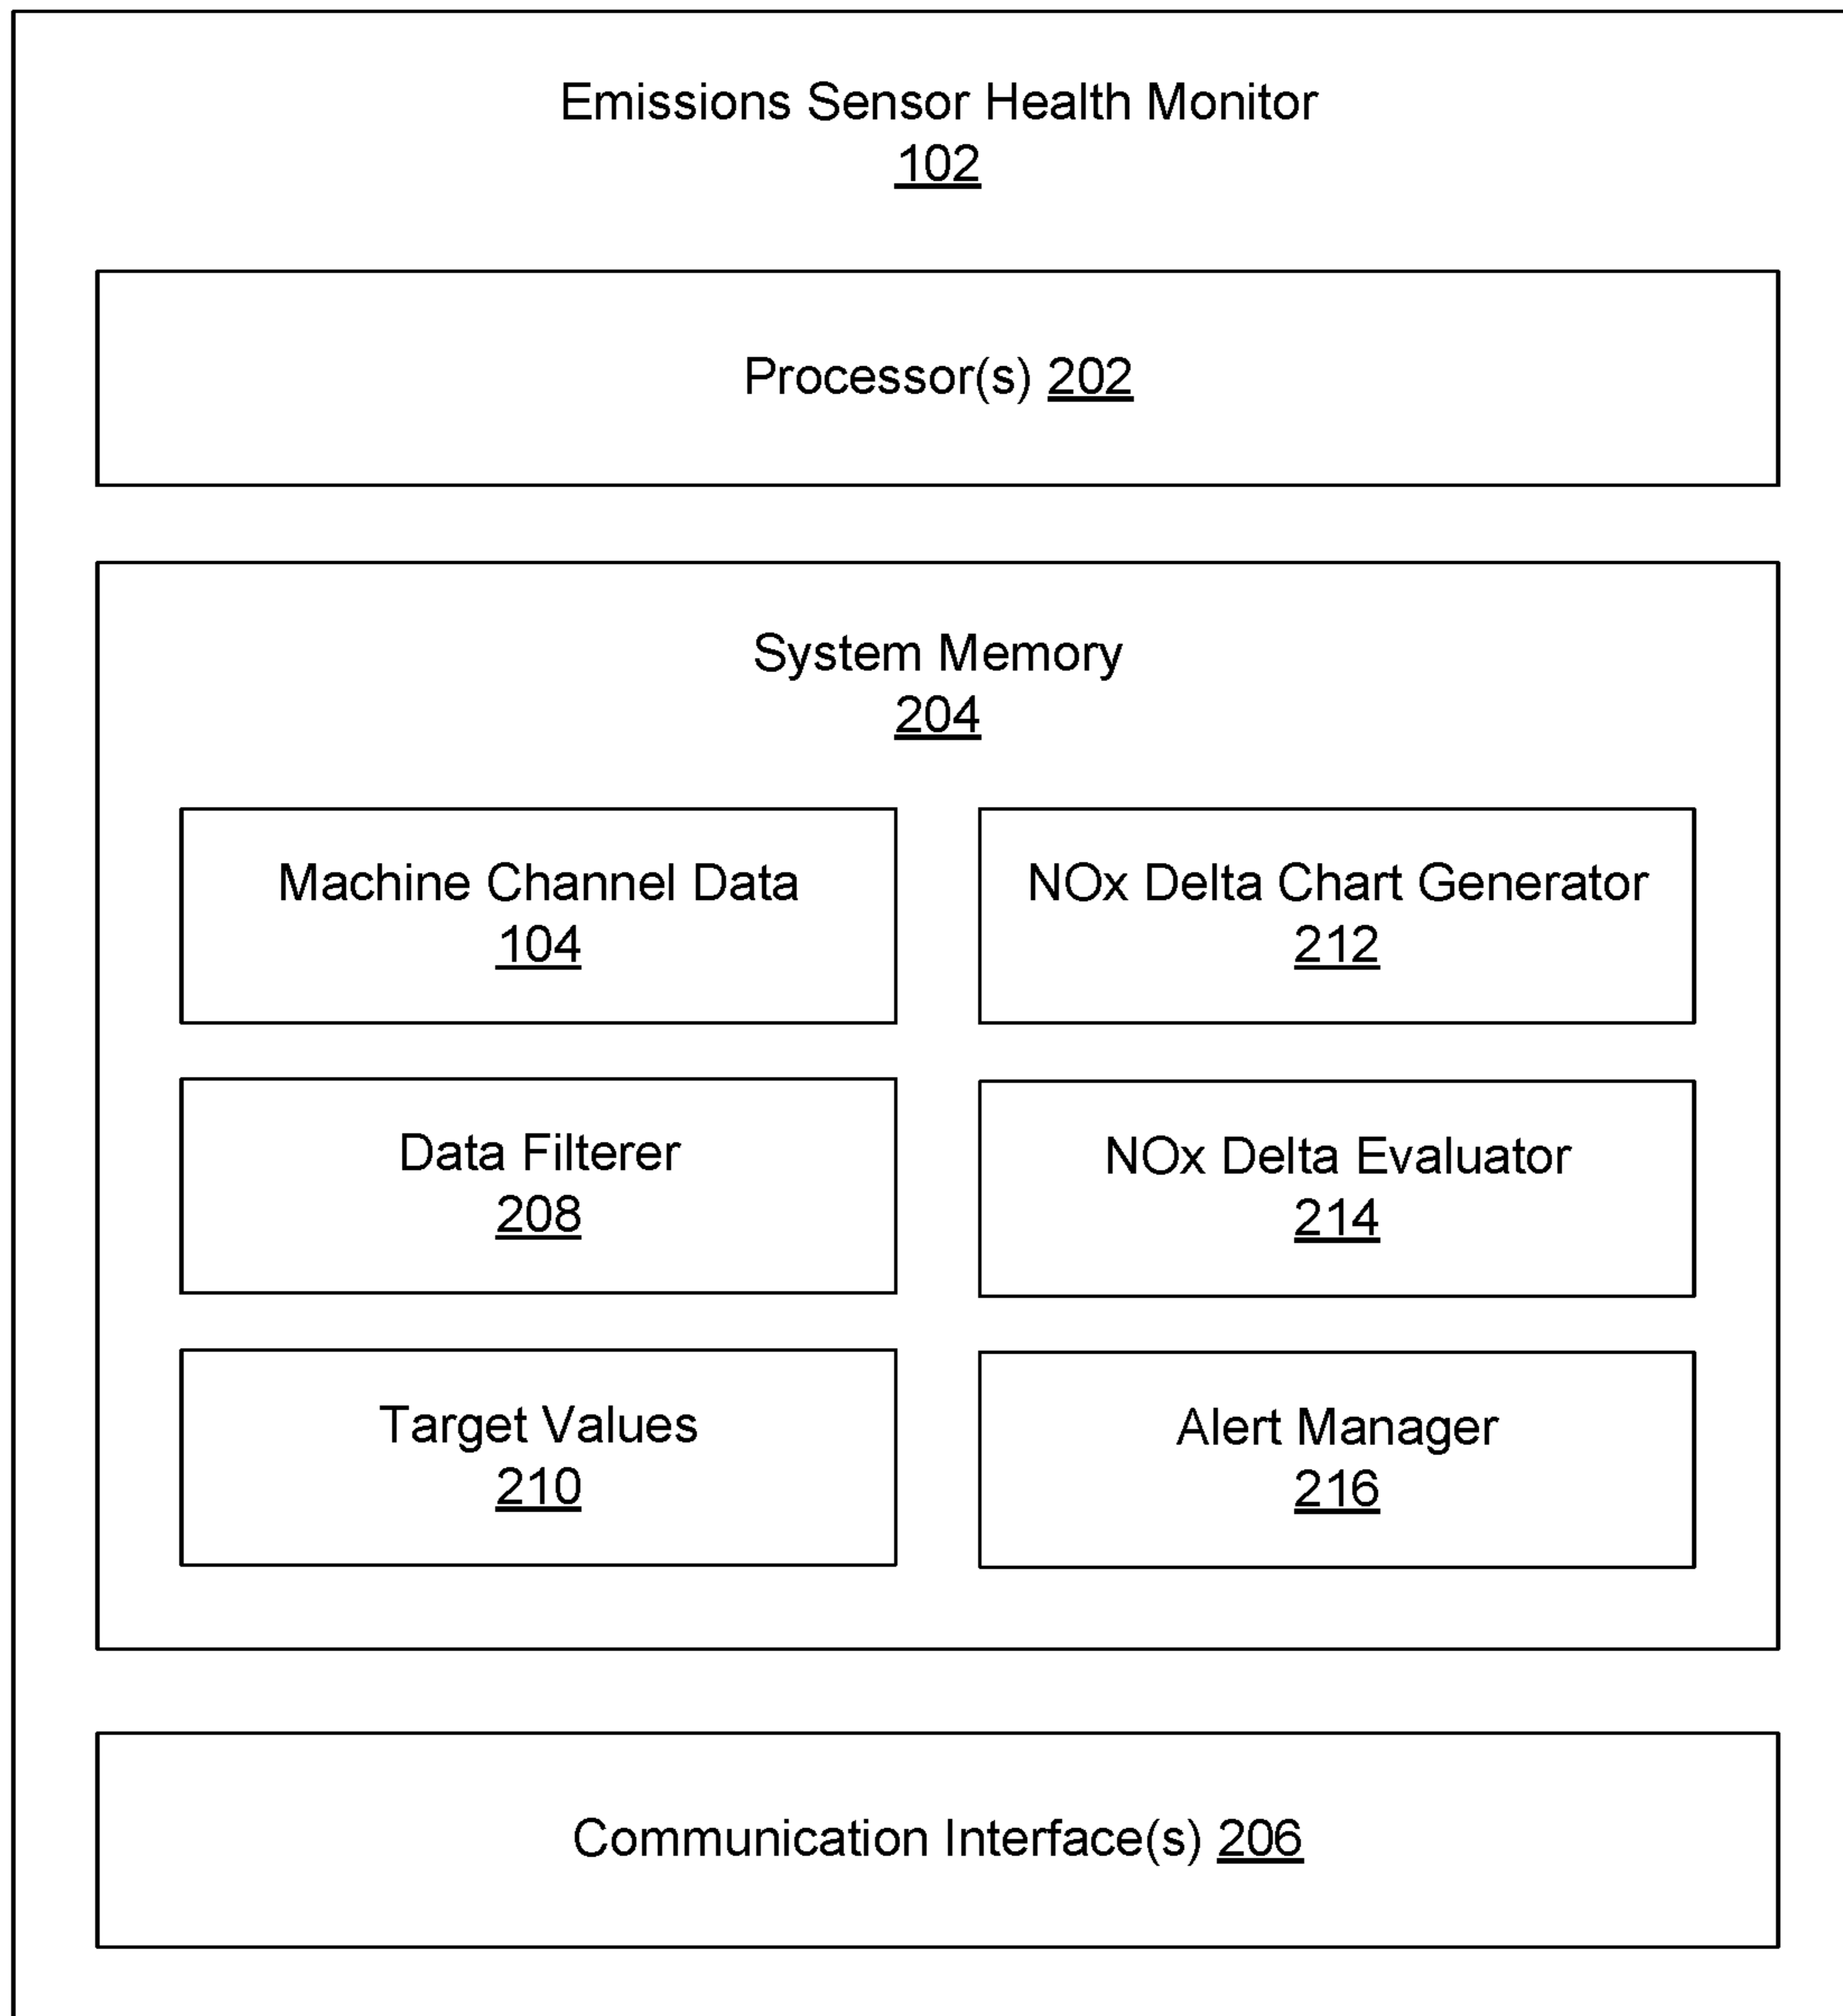 Emissions Sensor Health Monitor
102
Processor(s) 202
System Memory
204
Machine Channel Data
104
NOx Delta Chart Generator
212
Data Filterer
208
NOx Delta Evaluator
214
Target Values
210
Alert Manager
216
Communication Interface(s) 206